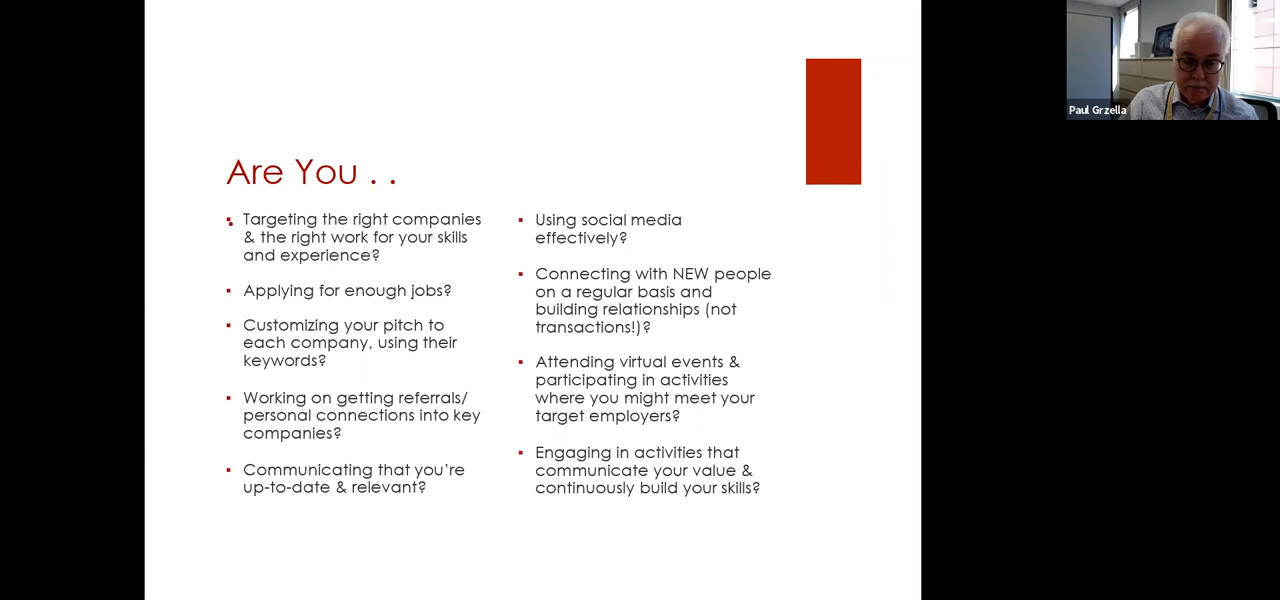 Are You . .
Targeting the right companies
& the right work for your skills
and experience?
Applying for enough jobs?
Customizing your pitch to
each company, using their
keywords?
Working on getting referrals/
personal connections into key
companies?
Communicating that you're
up-to-date & relevant?
Using social media
effectively?
Connecting with NEW people
on a regular basis and
building relationships (not
transactions!)?
Attending virtual events &
participating in activities
where you might meet your
target employers?
Engaging in activities that
communicate your value &
continuously build your skills?
Paul Grzella